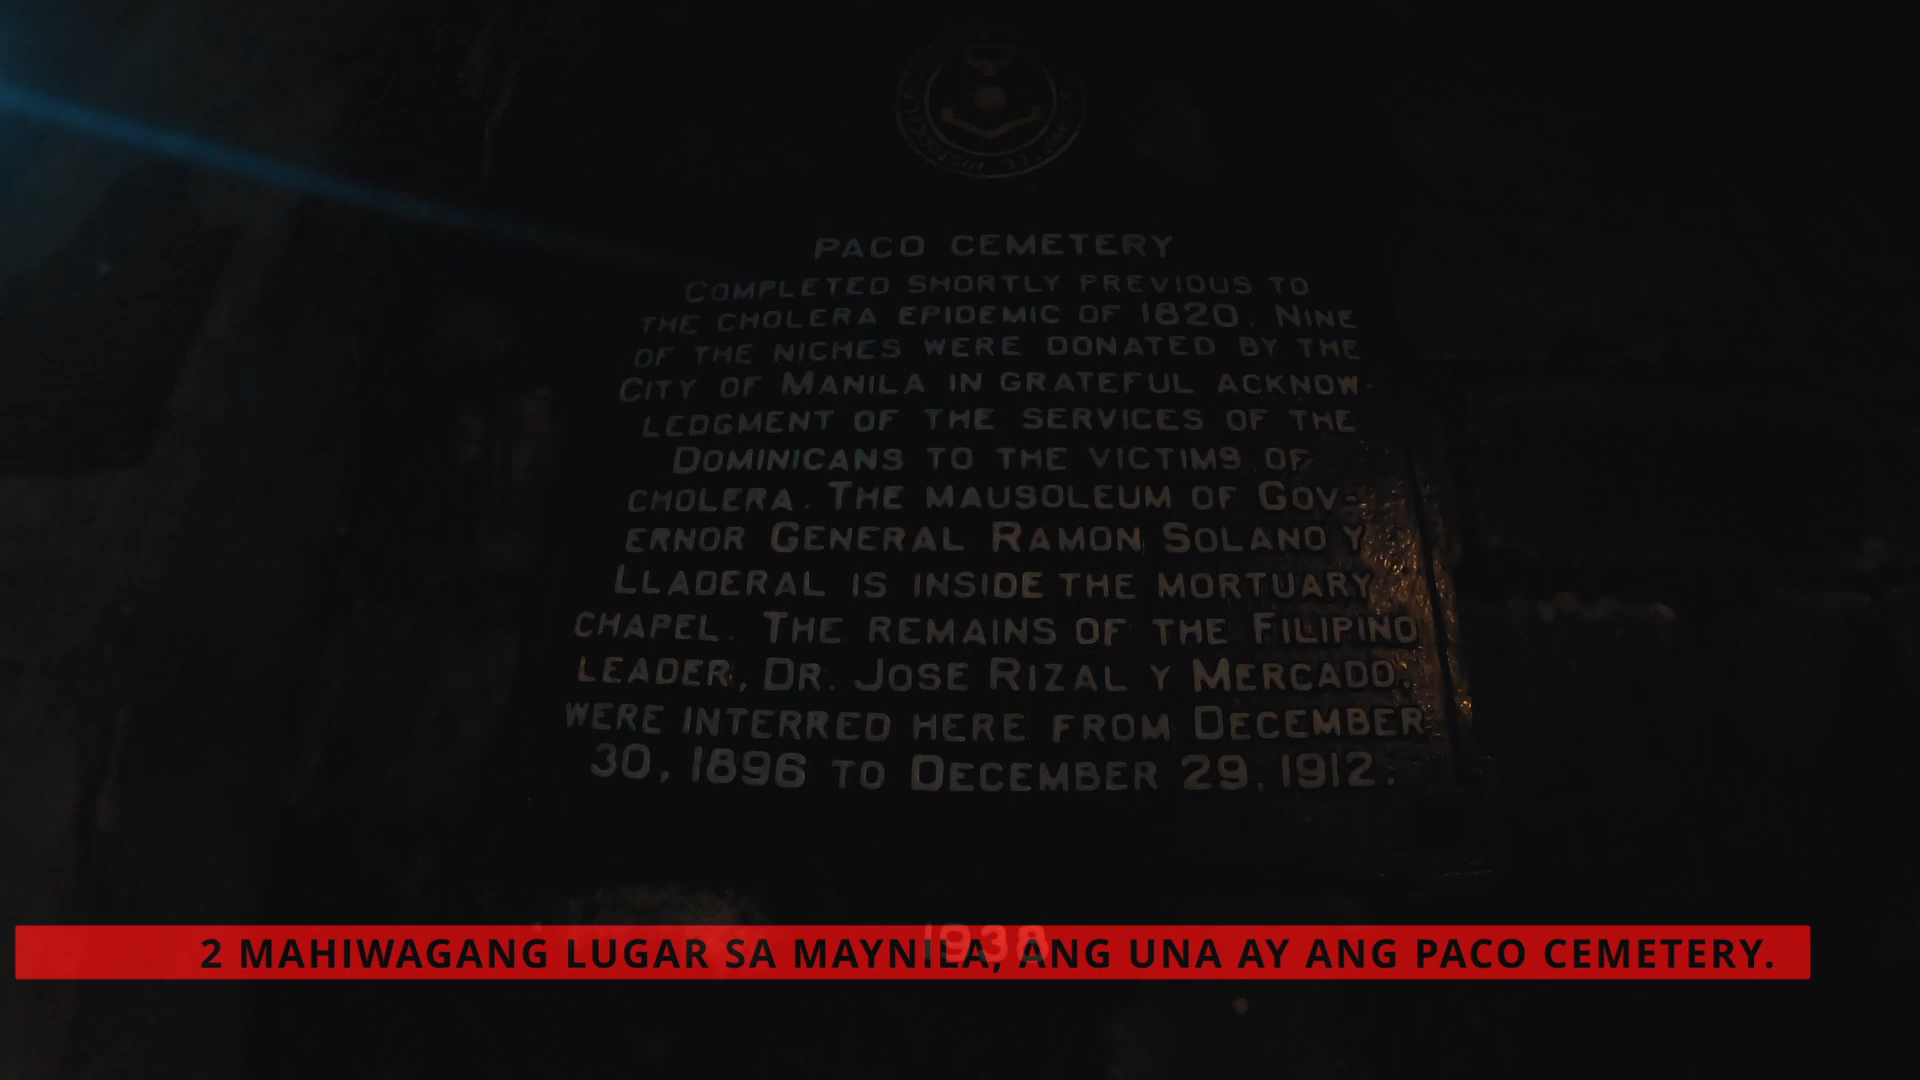 PACO CEMETERY
COMPLETED SHORTLY PREVIOUS TO
THE CHOLERA EPIDEMIC OF 1820. NINE
OF THE NICHES WERE DONATED BY THE
CITY OF MANILA IN GRATEFUL ACKNOW-
LEDGMENT OF THE SERVICES OF THE
DOMINICANS TO THE VICTIMS OF
CHOLERA. THE MAUSOLEUM OF GOV-
ERNOR GENERAL RAMON SOLANO Y
LLADERAL IS INSIDE THE MORTUARY
CHAPEL. THE REMAINS OF THE FILIPINO
LEADER, DR. JOSE RIZAL Y MERCADO,
WERE INTERRED HERE FROM DECEMBER
30, 1896 TO DECEMBER 29, 1912.
1938
2 MAHIWAGANG LUGAR SA MAYNILA, ANG UNA AY ANG PACO CEMETERY.